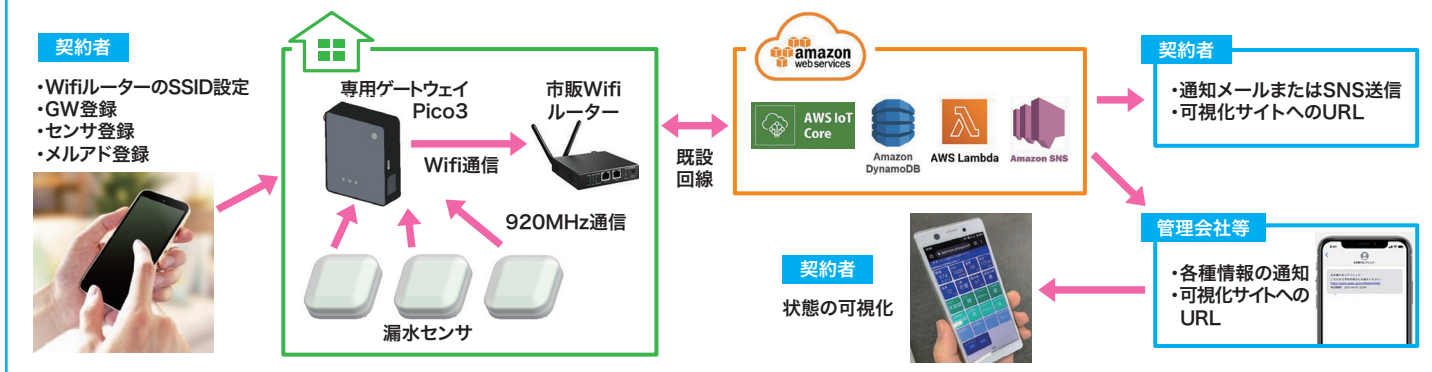 契約者
・WifiルーターのSSID設定
・GW登録
・センサ登録
・メルアド登録
専用ゲートウェイ
Pico3
市販Wifi
ルーター
Wifi通信
920MHz通信
漏水センサ
既設
回線
amazon
webservices
AWS IoT
Core
Amazon
DynamoDB
AWS Lambda
Amazon SNS
契約者
・通知メールまたはSNS送信
・可視化サイトへのURL
管理会社等
・各種情報の通知
・可視化サイトへの
URL
契約者
状態の可視化